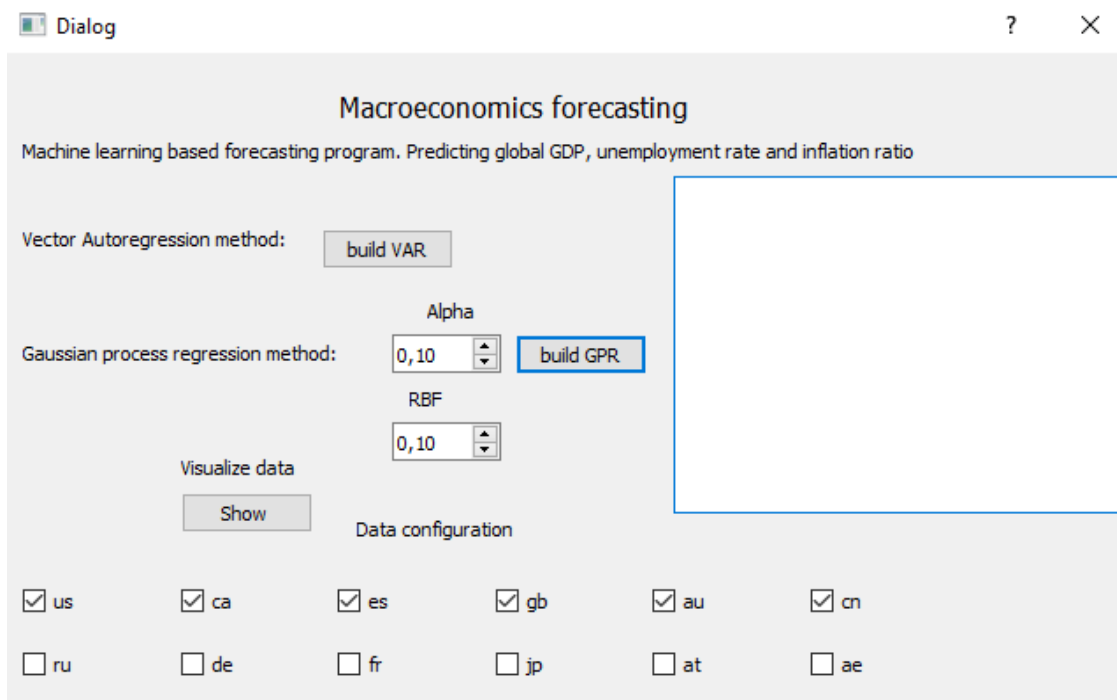 Dialog
?
Macroeconomics forecasting
Machine learning based forecasting program. Predicting global GDP, unemployment rate and inflation ratio
Vector Autoregression method: build VAR
Alpha
Gaussian process regression method: 0,10 build GPR
RBF
0,10
Visualize data
Show
Data configuration
us ca es gb au cn
ru de fr jp at ae